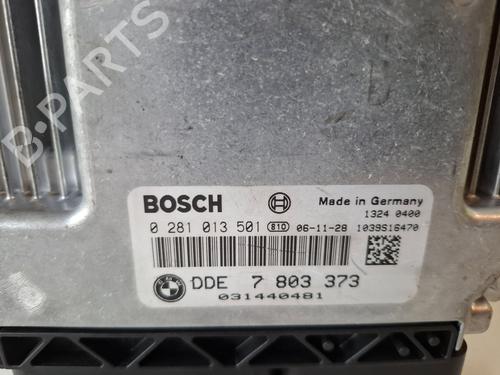 B-PARTS
BOSCH
Made in Germany
1324 0400
0 281 013 501 810 06-11-28 1039S16470
DDE 7 803 373
031440481